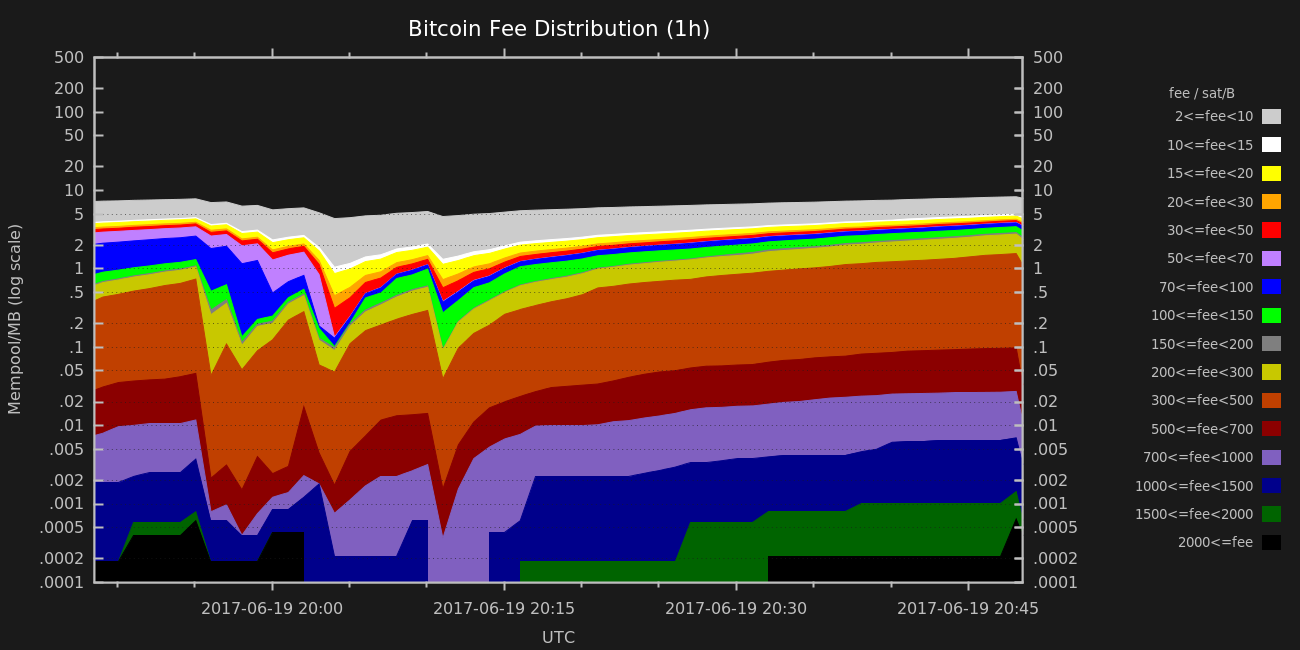 Bitcoin Fee Distribution (1h)
500 500
200 200
100 100
50 50
20 20
10 10
5 5
2 2
1 1
.5 .5
.2 .2
.1 .1
.05 .05
.02 .02
.01 .01
.005 .005
.002 .002
.001 .001
.0005 .0005
.0002 .0002
.0001 .0001
Mempool/MB (log scale)
2017-06-19 20:00 2017-06-19 20:15 2017-06-19 20:30 2017-06-19 20:45
UTC
fee / sat/B
2<=fee<10
10<=fee<15
15<=fee<20
20<=fee<30
30<=fee<50
50<=fee<70
70<=fee<100
100<=fee<150
150<=fee<200
200<=fee<300
300<=fee<500
500<=fee<700
700<=fee<1000
1000<=fee<1500
1500<=fee<2000
2000<=fee